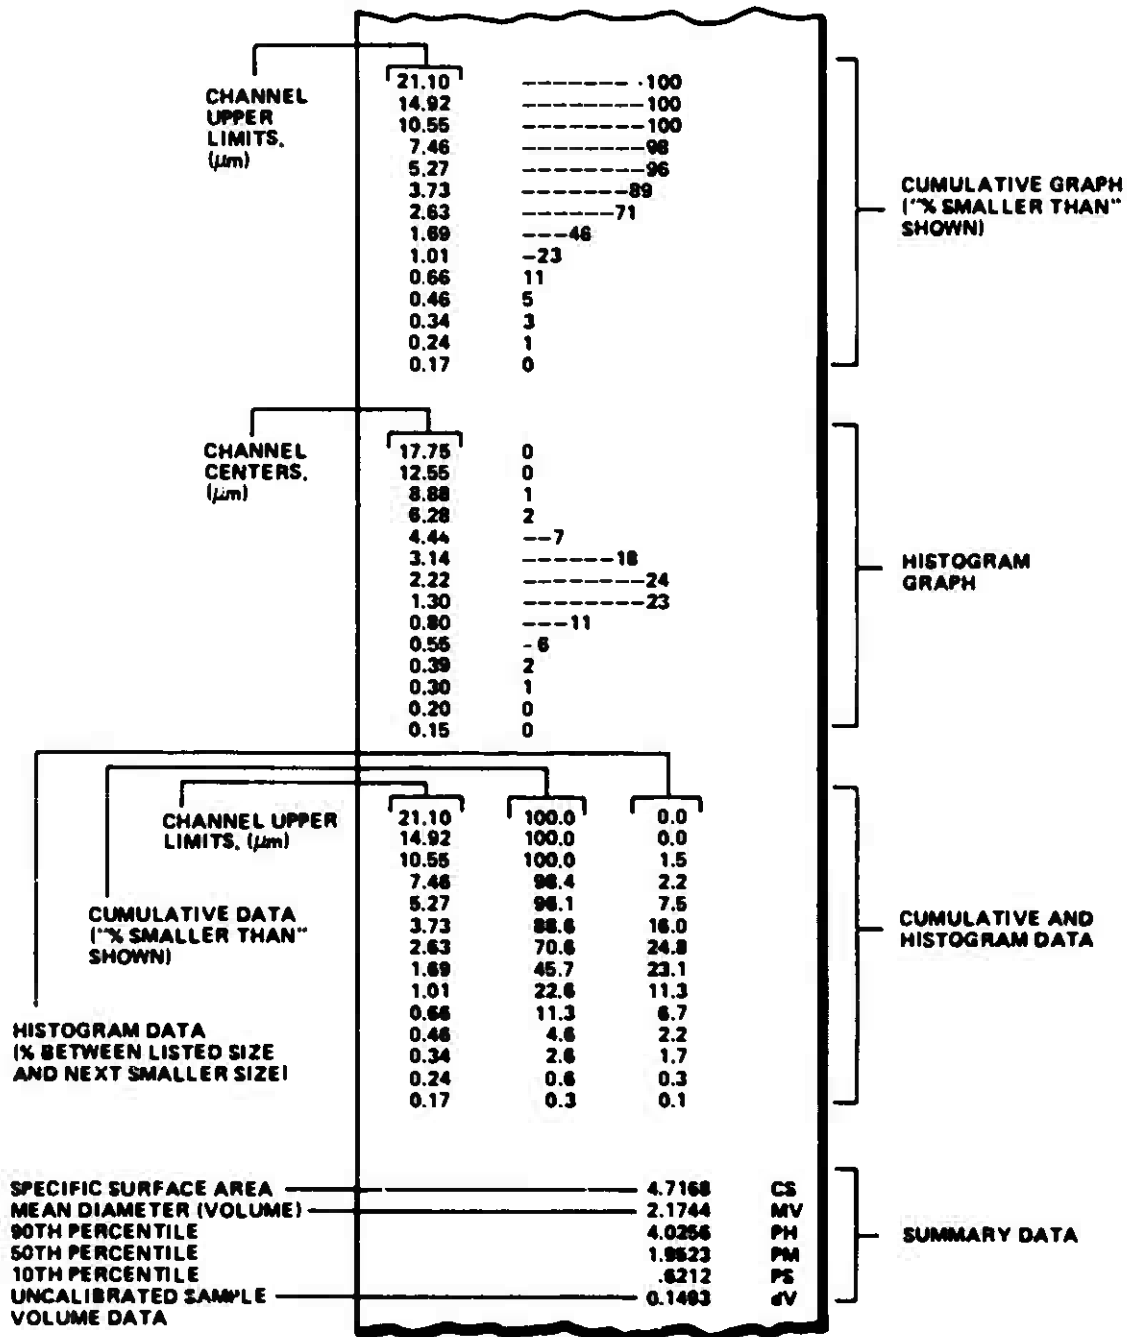 CHANNEL
UPPER
LIMITS,
(µm)
21.10 --------- 100
14.92 ---------100
10.55 ---------100
7.46 ---------98
5.27 ---------96
3.73 --------89
2.63 -------71
1.69 ----46
1.01 -23
0.66 11
0.46 5
0.34 3
0.24 1
0.17 0
CUMULATIVE GRAPH
("% SMALLER THAN"
SHOWN)
CHANNEL
CENTERS,
(µm)
17.75 0
12.55 0
8.88 1
6.28 2
4.44 --7
3.14 -------18
2.22 ---------24
1.30 ---------23
0.80 ----11
0.55 -6
0.39 2
0.30 1
0.20 0
0.15 0
HISTOGRAM
GRAPH
CHANNEL UPPER
LIMITS, (µm)
CUMULATIVE DATA
("% SMALLER THAN"
SHOWN)
HISTOGRAM DATA
(% BETWEEN LISTED SIZE
AND NEXT SMALLER SIZE)
21.10 100.0 0.0
14.92 100.0 0.0
10.55 100.0 1.5
7.46 98.4 2.2
5.27 96.1 7.5
3.73 88.6 18.0
2.63 70.6 24.8
1.69 45.7 23.1
1.01 22.6 11.3
0.66 11.3 6.7
0.46 4.6 2.2
0.34 2.6 1.7
0.24 0.6 0.3
0.17 0.3 0.1
CUMULATIVE AND
HISTOGRAM DATA
SPECIFIC SURFACE AREA 4.7168 CS
MEAN DIAMETER (VOLUME) 2.1744 MV
90TH PERCENTILE 4.0256 PH
50TH PERCENTILE 1.8523 PM
10TH PERCENTILE .6212 PS
UNCALIBRATED SAMPLE 0.1493 dV
VOLUME DATA
SUMMARY DATA